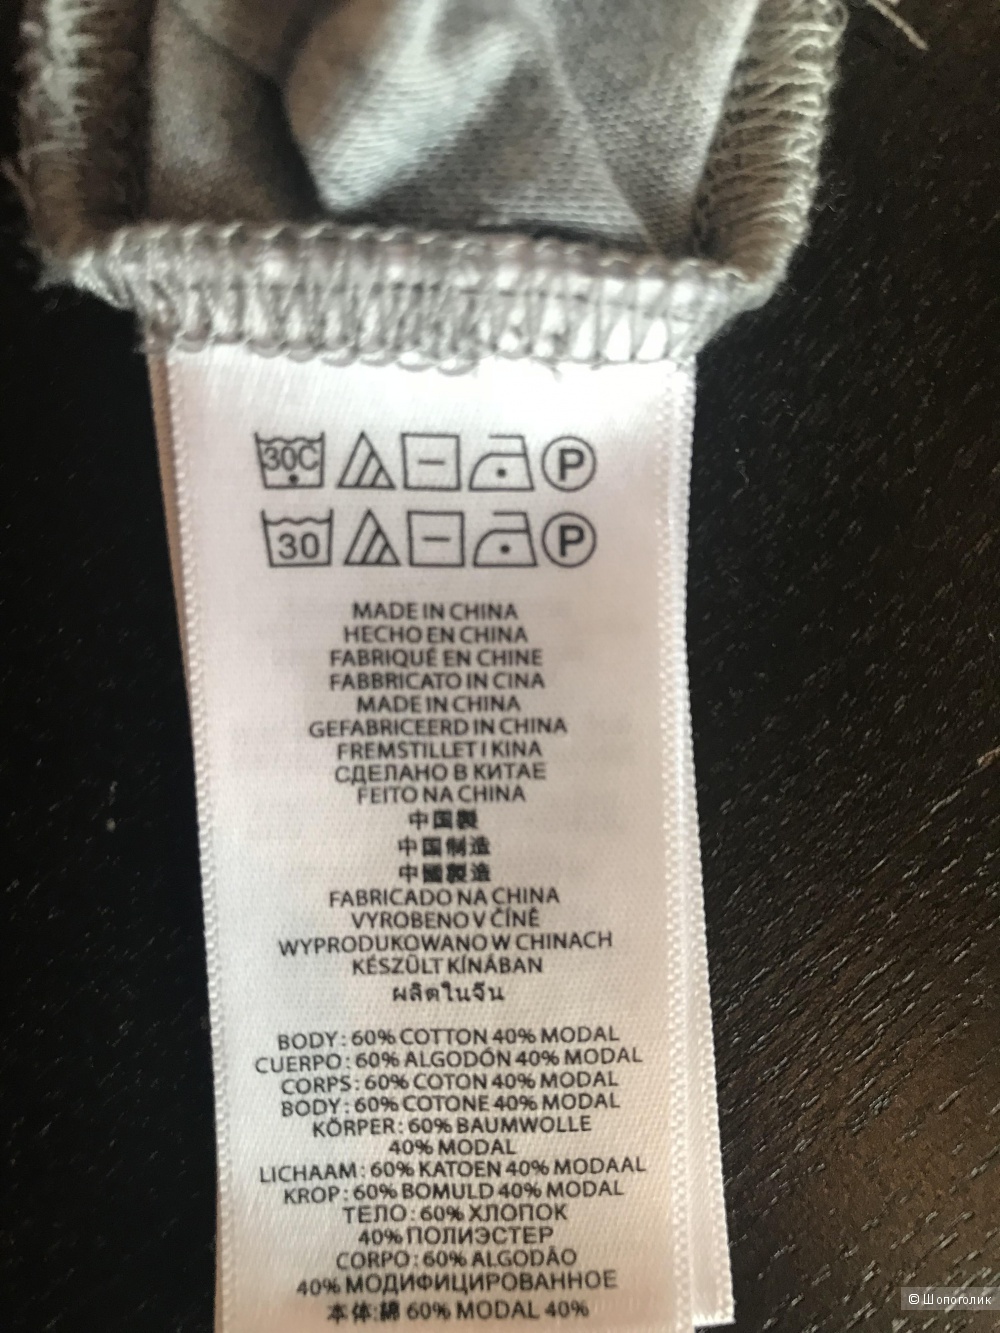 30C P
30 P
MADE IN CHINA
HECHO EN CHINA
FABRIQUÉ EN CHINE
FABBRICATO IN CINA
MADE IN CHINA
GEFABRICEERD IN CHINA
FREMSTILLET I KINA
СДЕЛАНО В КИТАЕ
FEITO NA CHINA
中国製
中国制造
中國製造
FABRICADO NA CHINA
VYROBENO V ČÍNĚ
WYPRODUKOWANO W CHINACH
KÉSZÜLT KÍNÁBAN
ผลิตในจีน
BODY : 60% COTTON 40% MODAL
CUERPO : 60% ALGODÓN 40% MODAL
CORPS : 60% COTON 40% MODAL
BODY : 60% COTONE 40% MODAL
KÖRPER : 60% BAUMWOLLE
40% MODAL
LICHAAM : 60% KATOEN 40% MODAAL
KROP : 60% BOMULD 40% MODAL
ТЕЛО : 60% ХЛОПОК
40% ПОЛИЭСТЕР
CORPO : 60% ALGODÃO
40% МОДИФИЦИРОВАННОЕ
本体:綿 60% MODAL 40%
© Шопоголик